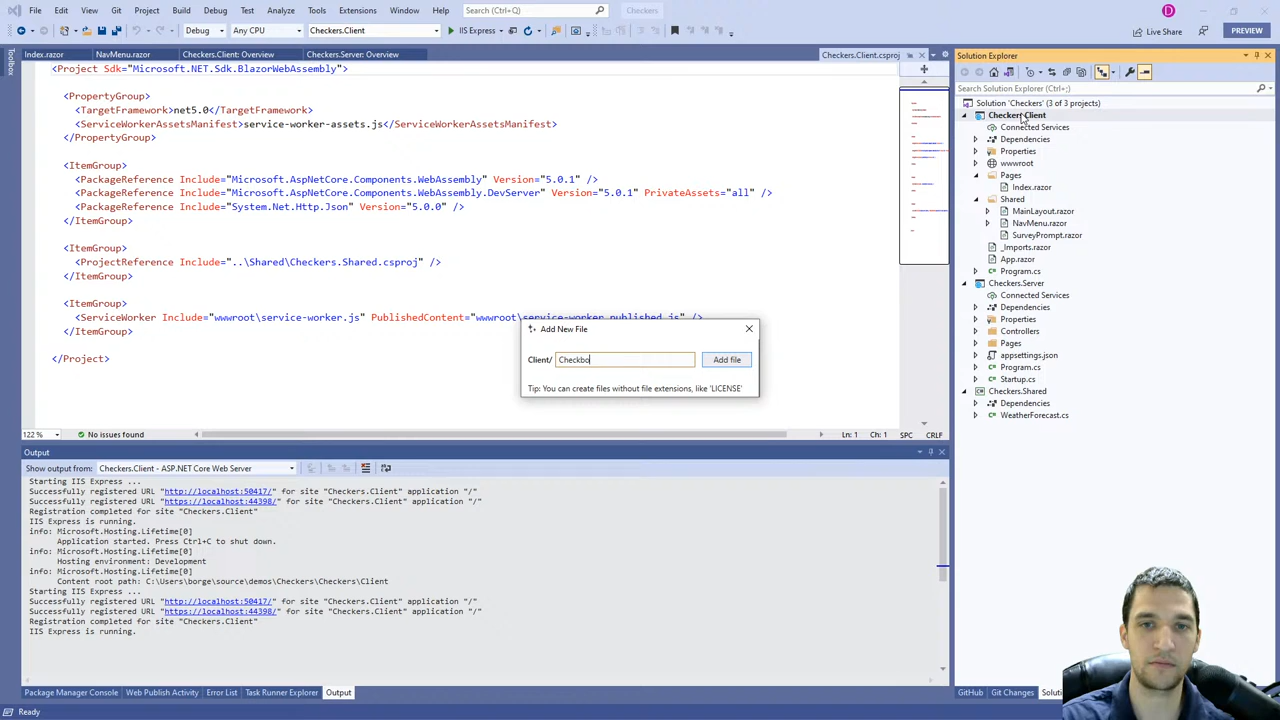 File Edit View Git Project Build Debug Test Analyze Tools Extensions Window Help Search (Ctrl+Q) Checkers D
Debug Any CPU Checkers.Client IIS Express Live Share PREVIEW
Index.razor NavMenu.razor Checkers.Client: Overview Checkers.Server: Overview Checkers.Client.csproj
Toolbox
<Project Sdk="Microsoft.NET.Sdk.BlazorWebAssembly">
<PropertyGroup>
<TargetFramework>net5.0</TargetFramework>
<ServiceWorkerAssetsManifest>service-worker-assets.js</ServiceWorkerAssetsManifest>
</PropertyGroup>
<ItemGroup>
<PackageReference Include="Microsoft.AspNetCore.Components.WebAssembly" Version="5.0.1" />
<PackageReference Include="Microsoft.AspNetCore.Components.WebAssembly.DevServer" Version="5.0.1" PrivateAssets="all" />
<PackageReference Include="System.Net.Http.Json" Version="5.0.0" />
</ItemGroup>
<ItemGroup>
<ProjectReference Include="..\Shared\Checkers.Shared.csproj" />
</ItemGroup>
<ItemGroup>
<ServiceWorker Include="wwwroot\service-worker.js" PublishedContent="wwwroot\service-worker.published.js" />
</ItemGroup>
</Project>
Add New File
Client/ Checkbo Add file
Tip: You can create files without file extensions, like 'LICENSE'
122 % No issues found Ln: 1 Ch: 1 SPC CRLF
Output
Show output from: Checkers.Client - ASP.NET Core Web Server
Starting IIS Express ...
Successfully registered URL "http://localhost:50417/" for site "Checkers.Client" application "/"
Successfully registered URL "https://localhost:44398/" for site "Checkers.Client" application "/"
Registration completed for site "Checkers.Client"
IIS Express is running.
info: Microsoft.Hosting.Lifetime[0]
Application started. Press Ctrl+C to shut down.
info: Microsoft.Hosting.Lifetime[0]
Hosting environment: Development
info: Microsoft.Hosting.Lifetime[0]
Content root path: C:\Users\borge\source\demos\Checkers\Checkers\Client
Starting IIS Express ...
Successfully registered URL "http://localhost:50417/" for site "Checkers.Client" application "/"
Successfully registered URL "https://localhost:44398/" for site "Checkers.Client" application "/"
Registration completed for site "Checkers.Client"
IIS Express is running.
Package Manager Console Web Publish Activity Error List Task Runner Explorer Output
Ready
Solution Explorer
Search Solution Explorer (Ctrl+;)
Solution 'Checkers' (3 of 3 projects)
Checkers.Client
Connected Services
Dependencies
Properties
wwwroot
Pages
Index.razor
Shared
MainLayout.razor
NavMenu.razor
SurveyPrompt.razor
_Imports.razor
App.razor
Program.cs
Checkers.Server
Connected Services
Dependencies
Properties
Controllers
Pages
appsettings.json
Program.cs
Startup.cs
Checkers.Shared
Dependencies
WeatherForecast.cs
GitHub Git Changes